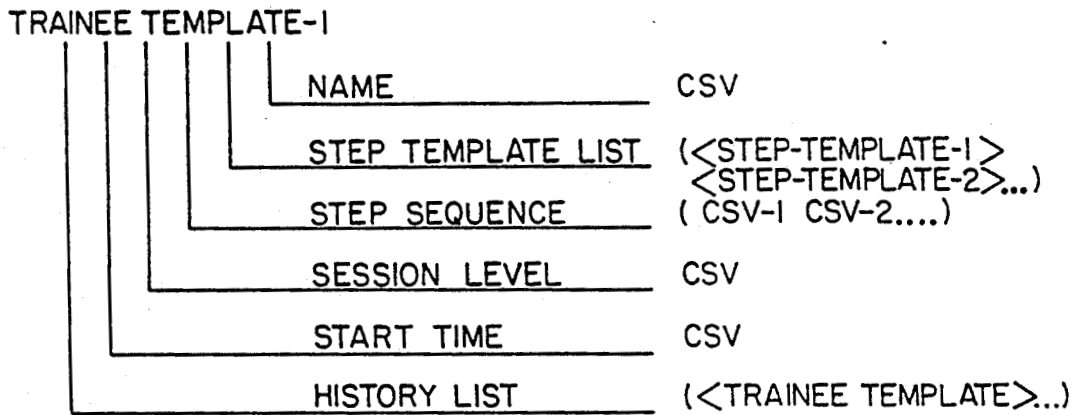 TRAINEE TEMPLATE-1
NAME CSV
STEP TEMPLATE LIST (<STEP-TEMPLATE-1>
<STEP-TEMPLATE-2>...)
STEP SEQUENCE ( CSV-1 CSV-2....)
SESSION LEVEL CSV
START TIME CSV
HISTORY LIST (<TRAINEE TEMPLATE>...)